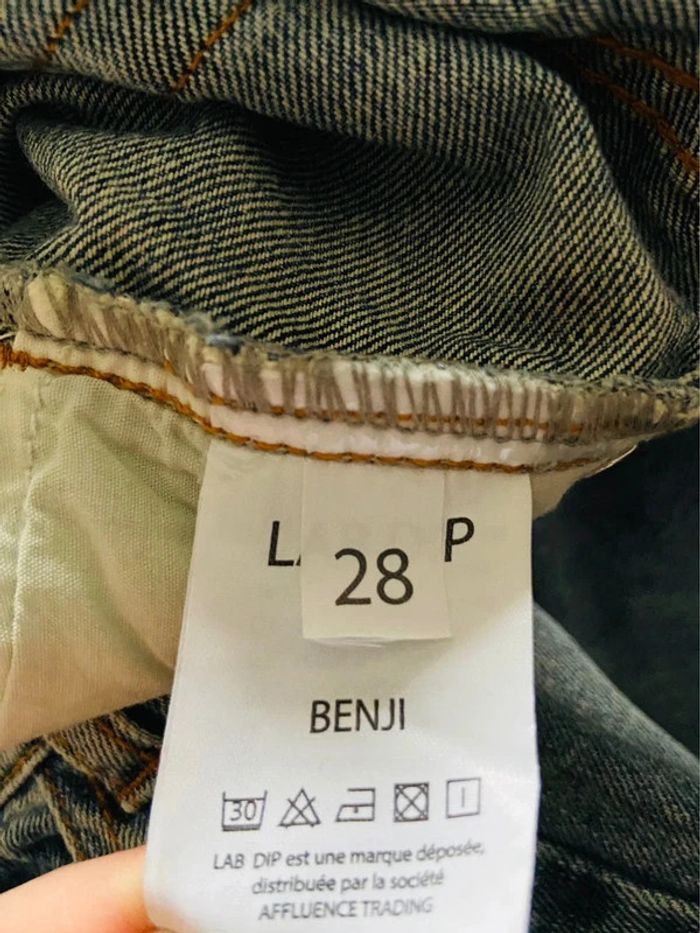 28
BENJI
30
LAB DIP est une marque déposée,
distribuée par la société
AFFLUENCE TRADING